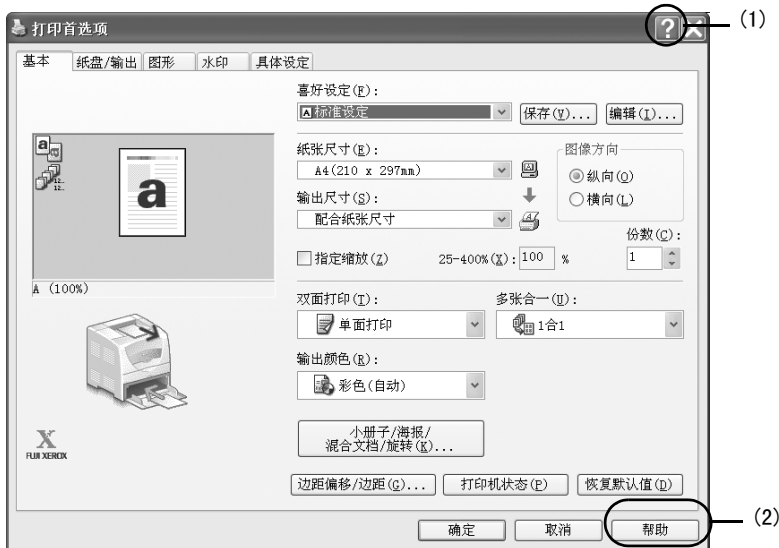 打印首选项
(1)
基本 纸盘/输出 图形 水印 具体设定
喜好设定(F):
A 标准设定 保存(V)... 编辑(I)...
纸张尺寸(E):
A4(210 x 297mm)
图像方向
纵向(O)
横向(L)
输出尺寸(S):
配合纸张尺寸
份数(C):
指定缩放(Z) 25-400%(X): 100 % 1
a
A (100%)
双面打印(T): 多张合一(U):
单面打印 1合1
输出颜色(R):
彩色(自动)
小册子/海报/
混合文档/旋转(K)...
X
FUJI XEROX
边距偏移/边距(G)... 打印机状态(P) 恢复默认值(D)
确定 取消 帮助
(2)